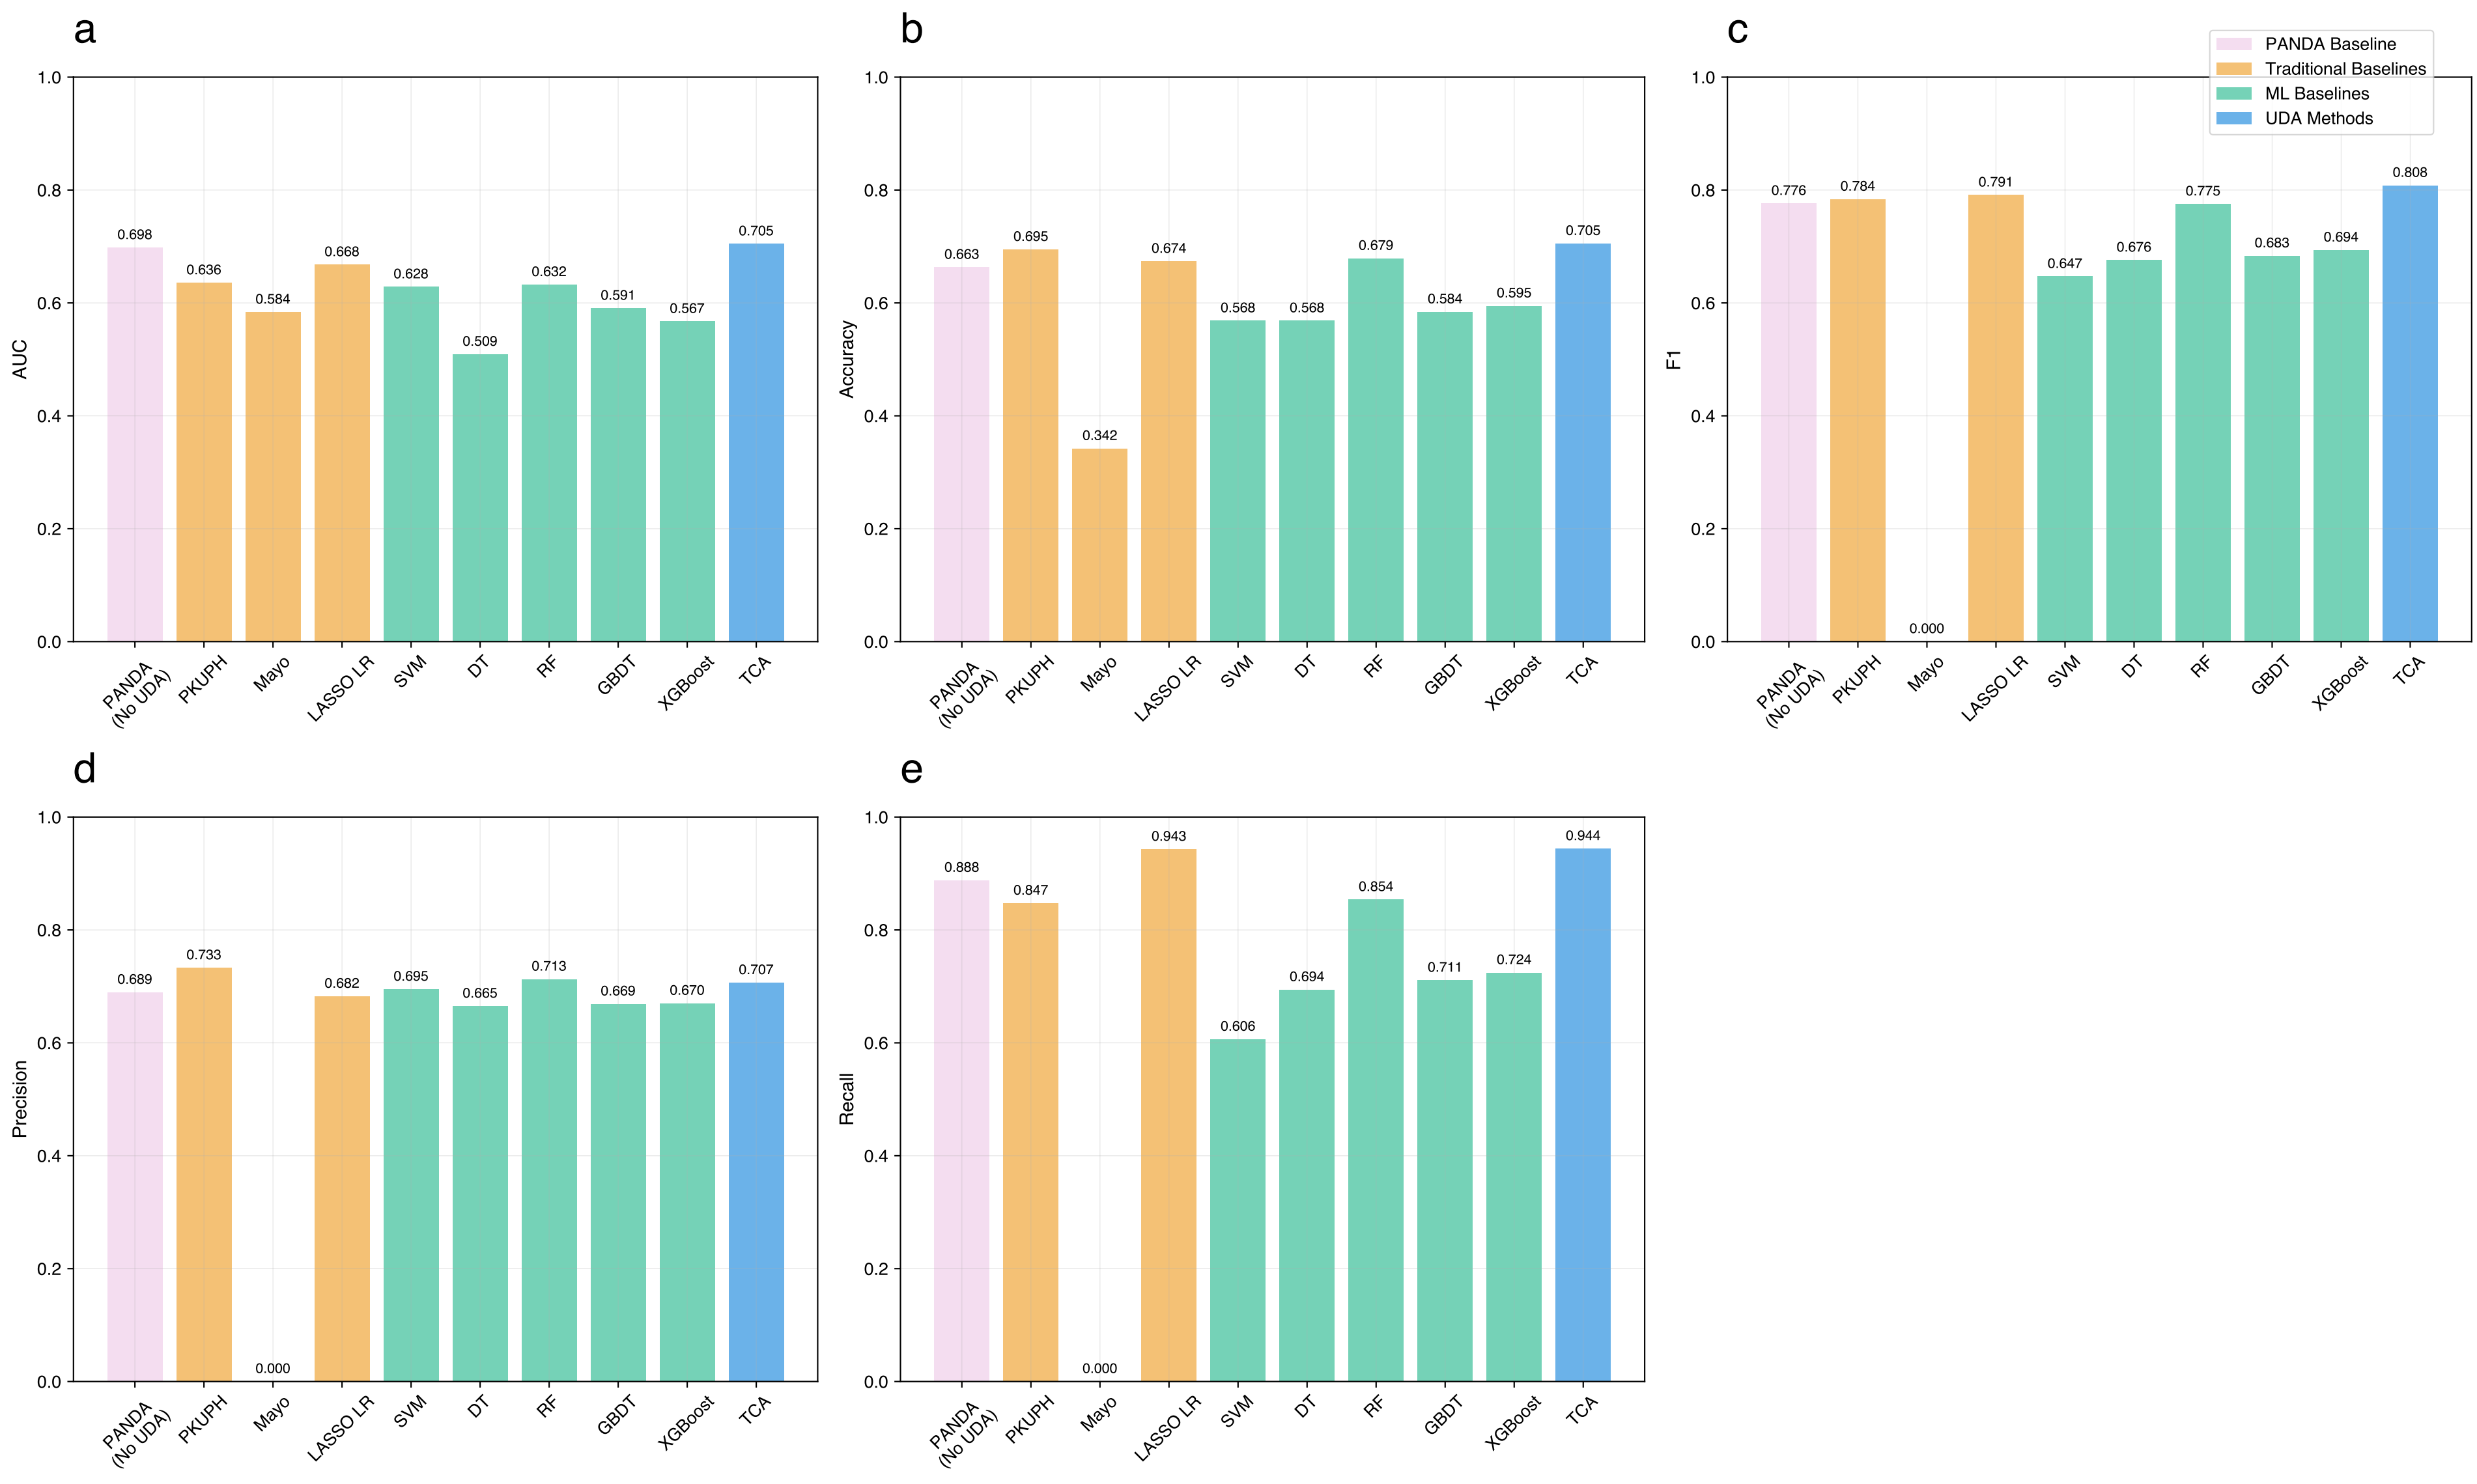 a
1.0
0.8
0.6
0.4
0.2
0.0
AUC
0.698
0.636
0.584
0.668
0.628
0.509
0.632
0.591
0.567
0.705
PANDA
(No UDA)
PKUPH
Mayo
LASSO LR
SVM
DT
RF
GBDT
XGBoost
TCA
b
1.0
0.8
0.6
0.4
0.2
0.0
Accuracy
0.663
0.695
0.342
0.674
0.568
0.568
0.679
0.584
0.595
0.705
PANDA
(No UDA)
PKUPH
Mayo
LASSO LR
SVM
DT
RF
GBDT
XGBoost
TCA
c
PANDA Baseline
Traditional Baselines
ML Baselines
UDA Methods
1.0
0.8
0.6
0.4
0.2
0.0
F1
0.776
0.784
0.000
0.791
0.647
0.676
0.775
0.683
0.694
0.808
PANDA
(No UDA)
PKUPH
Mayo
LASSO LR
SVM
DT
RF
GBDT
XGBoost
TCA
d
1.0
0.8
0.6
0.4
0.2
0.0
Precision
0.689
0.733
0.000
0.682
0.695
0.665
0.713
0.669
0.670
0.707
PANDA
(No UDA)
PKUPH
Mayo
LASSO LR
SVM
DT
RF
GBDT
XGBoost
TCA
e
1.0
0.8
0.6
0.4
0.2
0.0
Recall
0.888
0.847
0.000
0.943
0.606
0.694
0.854
0.711
0.724
0.944
PANDA
(No UDA)
PKUPH
Mayo
LASSO LR
SVM
DT
RF
GBDT
XGBoost
TCA